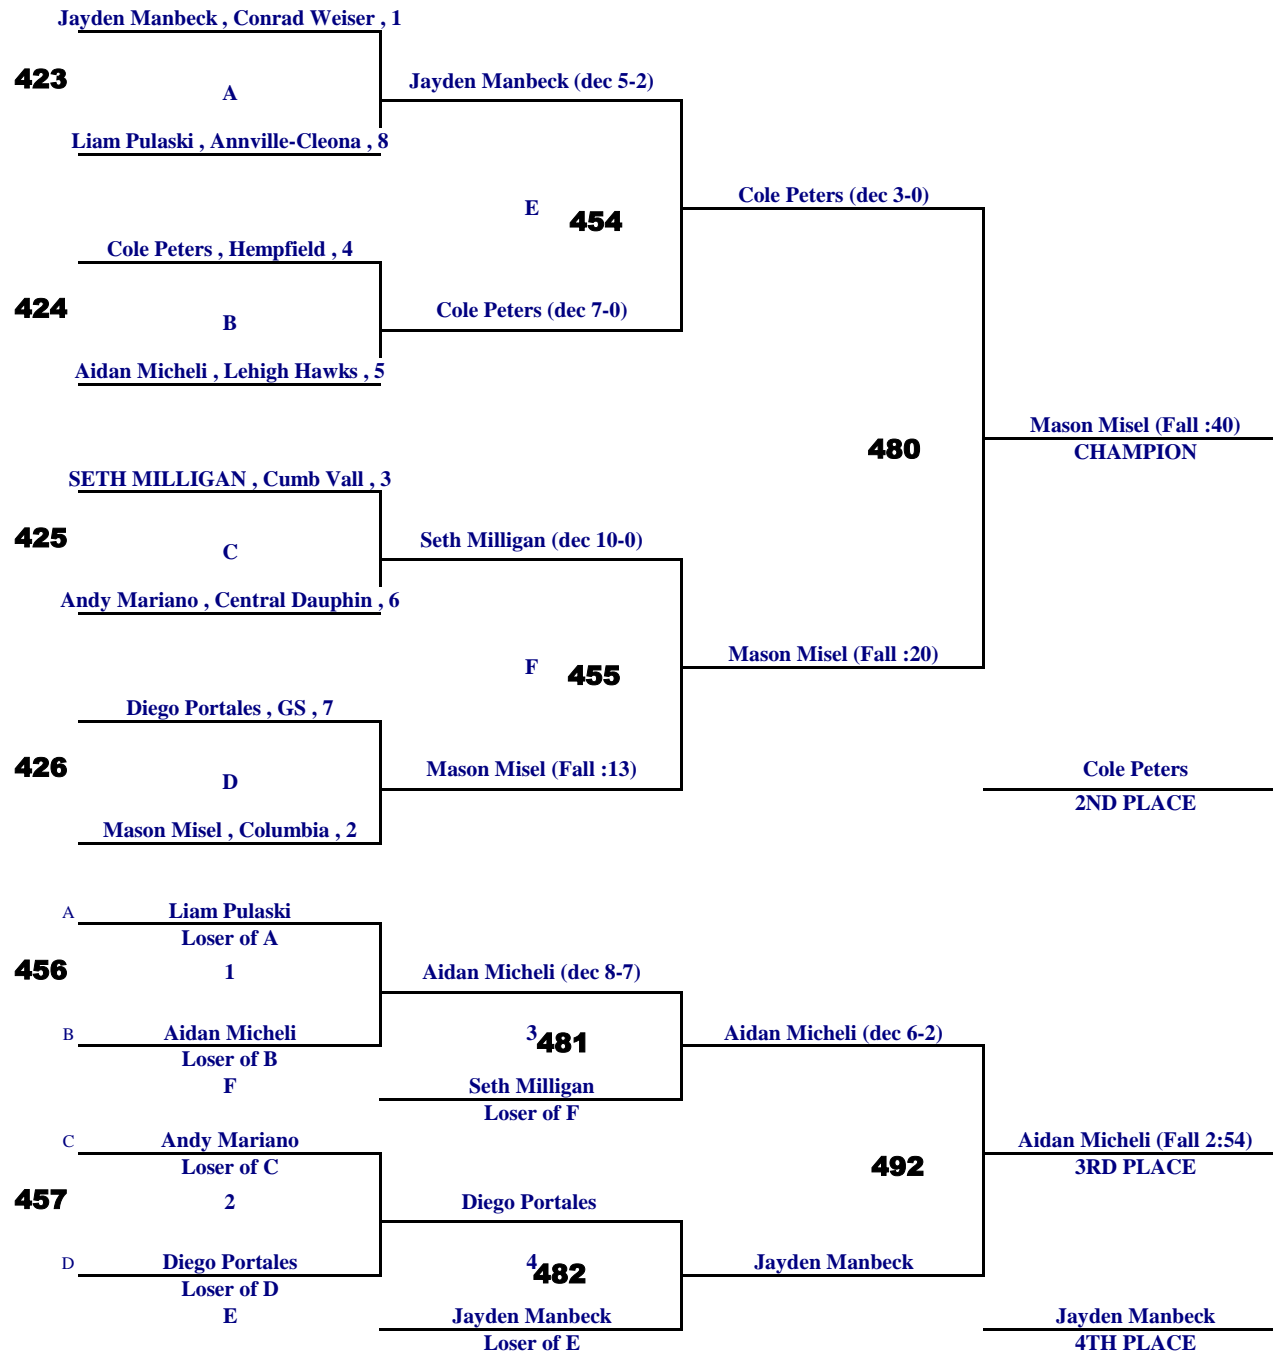 Jayden Manbeck , Conrad Weiser , 1
423
A
Jayden Manbeck (dec 5-2)
Liam Pulaski , Annville-Cleona , 8
E 454
Cole Peters (dec 3-0)
Cole Peters , Hempfield , 4
424
B
Cole Peters (dec 7-0)
Aidan Micheli , Lehigh Hawks , 5
480
Mason Misel (Fall :40)
CHAMPION
SETH MILLIGAN , Cumb Vall , 3
425
C
Seth Milligan (dec 10-0)
Andy Mariano , Central Dauphin , 6
F 455
Mason Misel (Fall :20)
Diego Portales , GS , 7
426
D
Mason Misel (Fall :13)
Mason Misel , Columbia , 2
Cole Peters
2ND PLACE
A Liam Pulaski
Loser of A
456
1
Aidan Micheli (dec 8-7)
B Aidan Micheli
Loser of B
3 481
Aidan Micheli (dec 6-2)
F
Seth Milligan
Loser of F
C Andy Mariano
Loser of C
492
Aidan Micheli (Fall 2:54)
3RD PLACE
457
2
Diego Portales
D Diego Portales
Loser of D
4 482
Jayden Manbeck
E
Jayden Manbeck
Loser of E
Jayden Manbeck
4TH PLACE